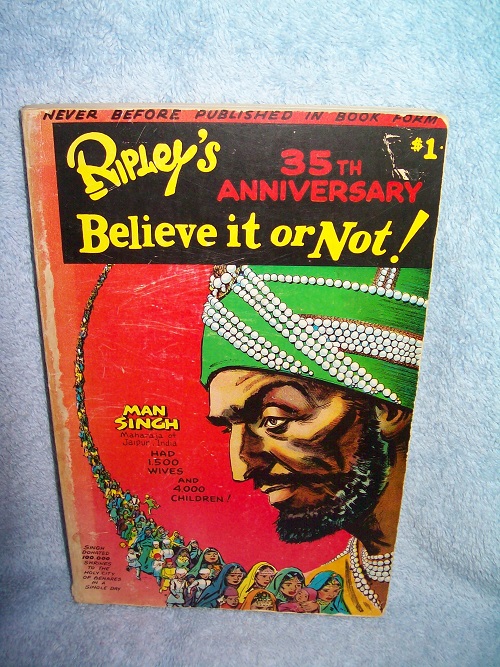 NEVER BEFORE PUBLISHED IN BOOK FORM
Ripley's
$1
35TH
ANNIVERSARY
Believe it or Not!
MAN
SINGH
Maharaja of
Jaipur, India
HAD
1,500
WIVES
AND
4,000
CHILDREN!
SINGH
DONATED
100,000
SHRINES
TO THE
HOLY CITY
OF BENARES
IN A
SINGLE DAY